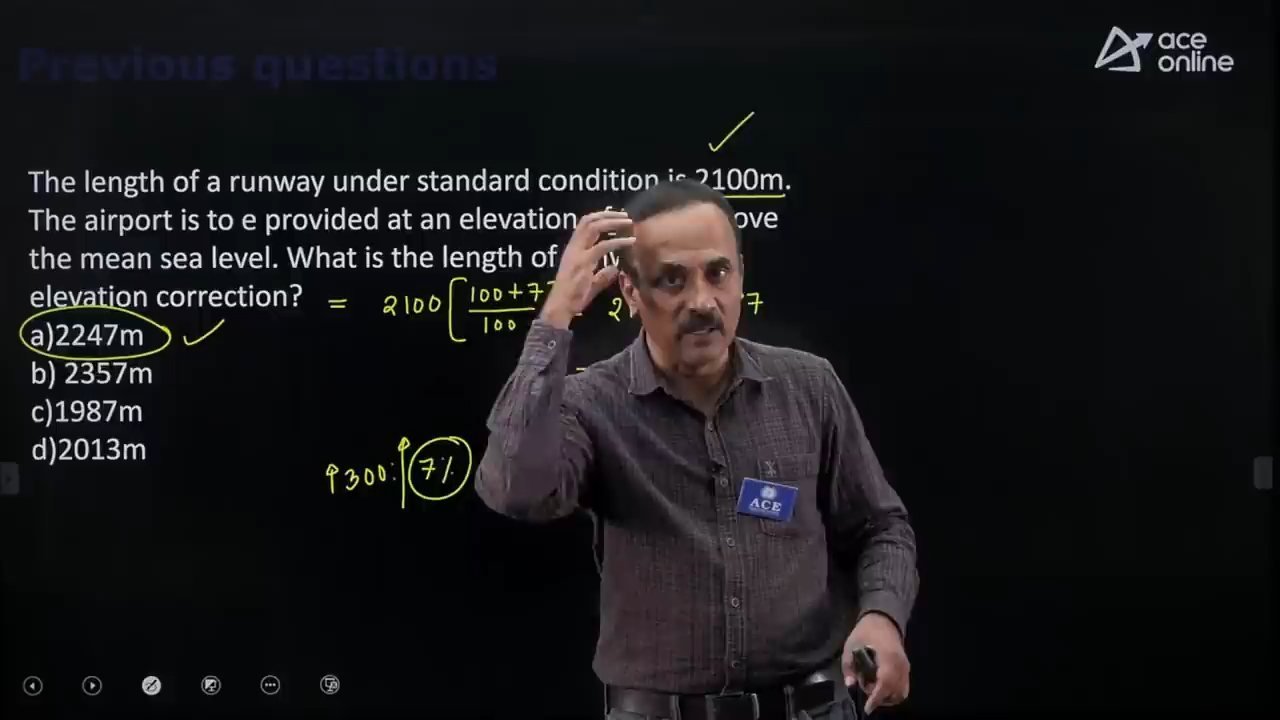 Previous questions
ace
online
The length of a runway under standard condition is 2100m.
The airport is to e provided at an elevation
the mean sea level. What is the length of
elevation correction? = 2100 [ 100+7
100
a)2247m
b) 2357m
c)1987m
d)2013m
↑300: 7%
ACE